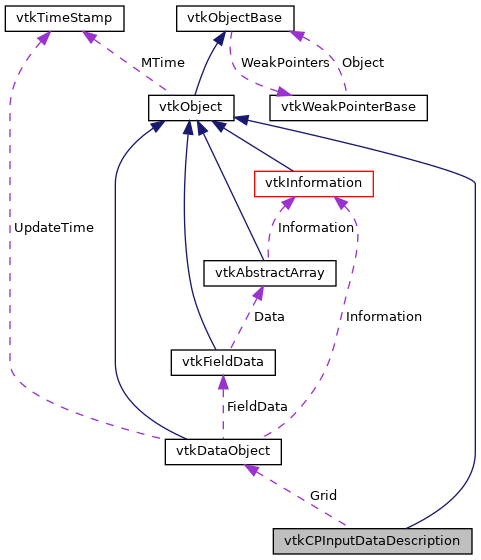 vtkTimeStamp
vtkObjectBase
MTime
WeakPointers
Object
vtkObject
vtkWeakPointerBase
vtkInformation
UpdateTime
Information
vtkAbstractArray
Data
Information
vtkFieldData
FieldData
vtkDataObject
Grid
vtkCPInputDataDescription